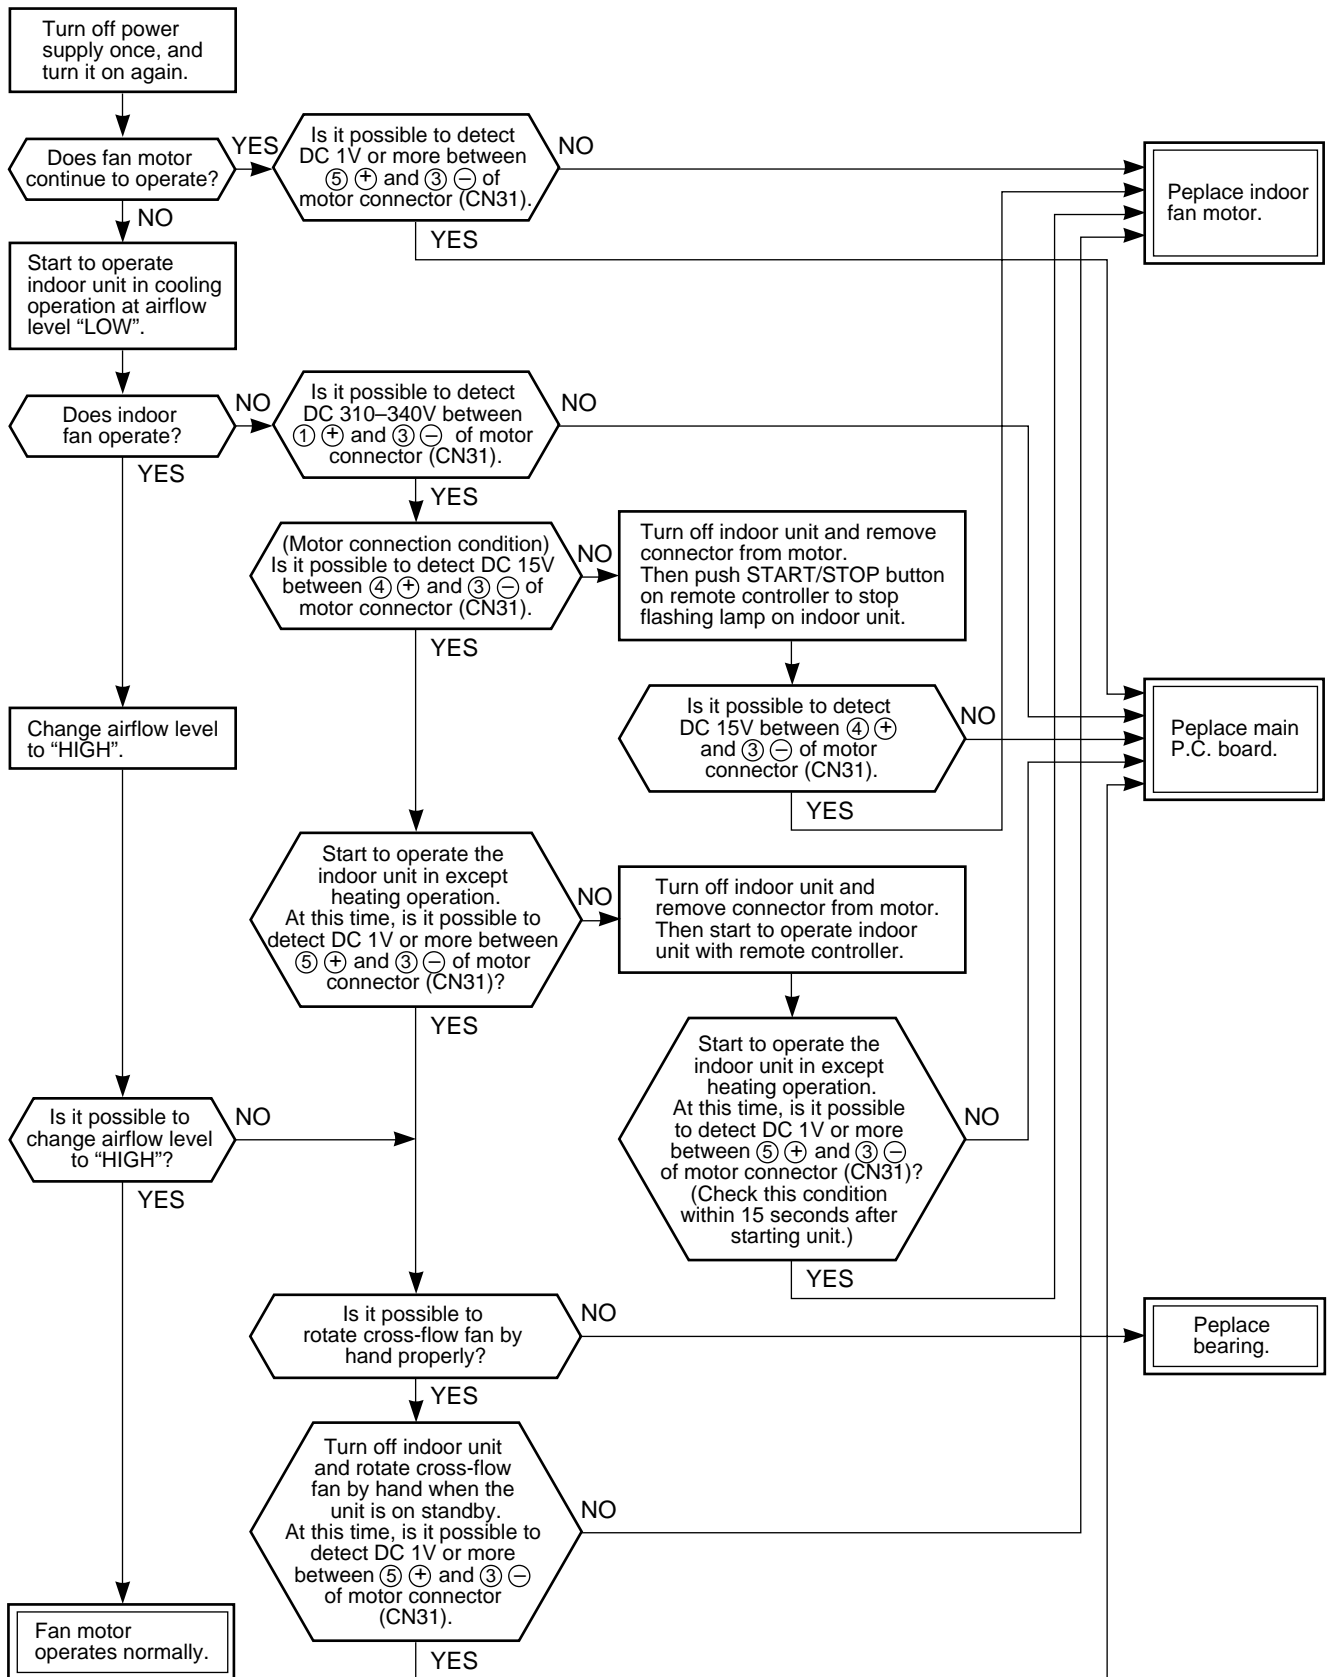 Turn off power
supply once, and
turn it on again.
Does fan motor
continue to operate?
YES
NO
Is it possible to detect
DC 1V or more between
⑤ ⊕ and ③ ⊖ of
motor connector (CN31).
NO
YES
Peplace indoor
fan motor.
Start to operate
indoor unit in cooling
operation at airflow
level “LOW”.
Does indoor
fan operate?
NO
YES
Is it possible to detect
DC 310–340V between
① ⊕ and ③ ⊖ of motor
connector (CN31).
NO
YES
(Motor connection condition)
Is it possible to detect DC 15V
between ④ ⊕ and ③ ⊖ of
motor connector (CN31).
NO
YES
Turn off indoor unit and remove
connector from motor.
Then push START/STOP button
on remote controller to stop
flashing lamp on indoor unit.
Is it possible to detect
DC 15V between ④ ⊕
and ③ ⊖ of motor
connector (CN31).
NO
YES
Peplace main
P.C. board.
Change airflow level
to “HIGH”.
Start to operate the
indoor unit in except
heating operation.
At this time, is it possible to
detect DC 1V or more between
⑤ ⊕ and ③ ⊖ of motor
connector (CN31)?
NO
YES
Turn off indoor unit and
remove connector from motor.
Then start to operate indoor
unit with remote controller.
Start to operate the
indoor unit in except
heating operation.
At this time, is it possible
to detect DC 1V or more
between ⑤ ⊕ and ③ ⊖
of motor connector (CN31)?
(Check this condition
within 15 seconds after
starting unit.)
NO
YES
Is it possible to
change airflow level
to “HIGH”?
NO
YES
Is it possible to
rotate cross-flow fan by
hand properly?
NO
YES
Peplace
bearing.
Turn off indoor unit
and rotate cross-flow
fan by hand when the
unit is on standby.
At this time, is it possible to
detect DC 1V or more
between ⑤ ⊕ and ③ ⊖
of motor connector
(CN31).
NO
YES
Fan motor
operates normally.